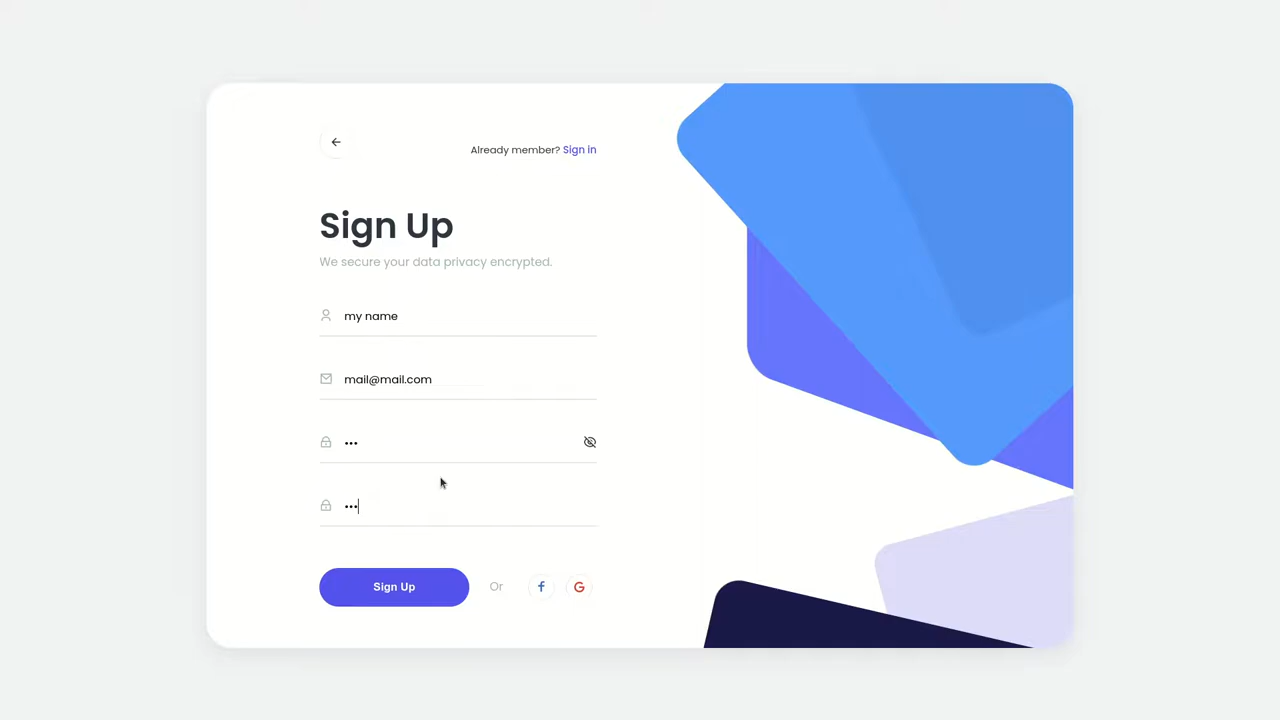 Already member? Sign in
Sign Up
We secure your data privacy encrypted.
my name
mail@mail.com
•••
•••
Sign Up
Or
f
G